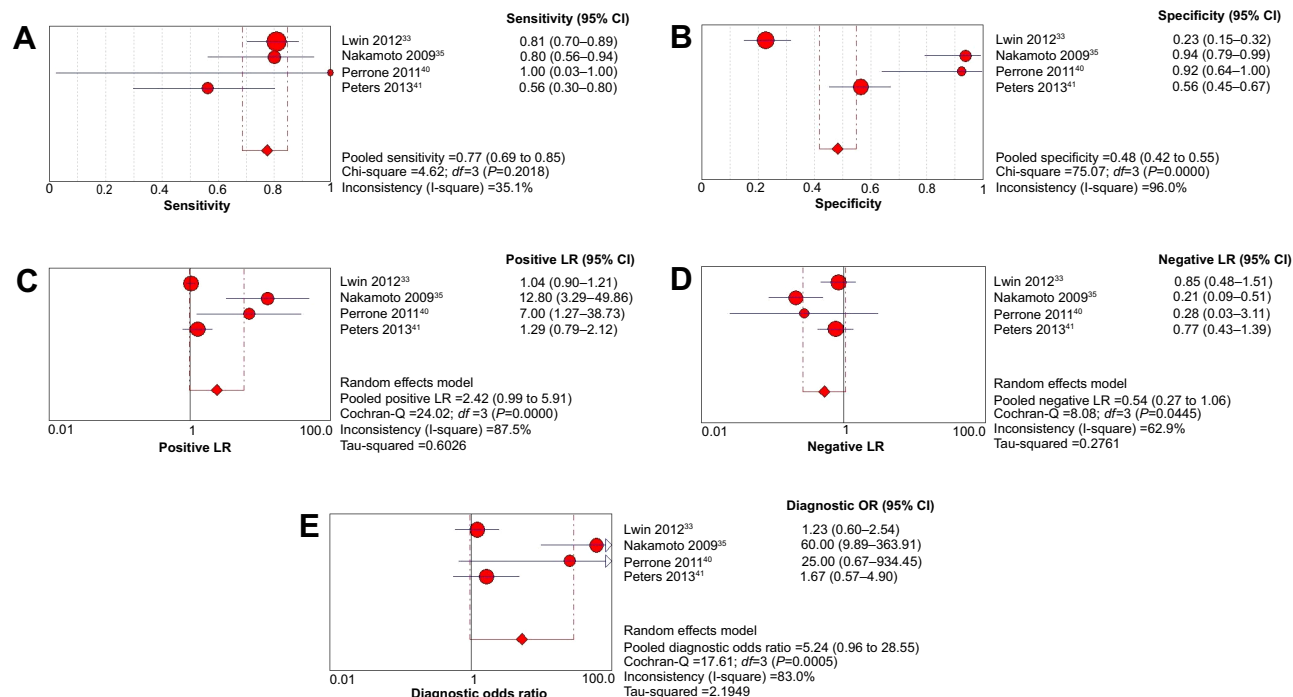 A
Sensitivity (95% CI)
Lwin 2012³³ 0.81 (0.70–0.89)
Nakamoto 2009³⁵ 0.80 (0.56–0.94)
Perrone 2011⁴⁰ 1.00 (0.03–1.00)
Peters 2013⁴¹ 0.56 (0.30–0.80)
Pooled sensitivity =0.77 (0.69 to 0.85)
Chi-square =4.62; df=3 (P=0.2018)
Inconsistency (I-square) =35.1%
0 0.2 0.4 0.6 0.8 1
Sensitivity
B
Specificity (95% CI)
Lwin 2012³³ 0.23 (0.15–0.32)
Nakamoto 2009³⁵ 0.94 (0.79–0.99)
Perrone 2011⁴⁰ 0.92 (0.64–1.00)
Peters 2013⁴¹ 0.56 (0.45–0.67)
Pooled specificity =0.48 (0.42 to 0.55)
Chi-square =75.07; df=3 (P=0.0000)
Inconsistency (I-square) =96.0%
0 0.2 0.4 0.6 0.8 1
Specificity
C
Positive LR (95% CI)
Lwin 2012³³ 1.04 (0.90–1.21)
Nakamoto 2009³⁵ 12.80 (3.29–49.86)
Perrone 2011⁴⁰ 7.00 (1.27–38.73)
Peters 2013⁴¹ 1.29 (0.79–2.12)
Random effects model
Pooled positive LR =2.42 (0.99 to 5.91)
Cochran-Q =24.02; df =3 (P=0.0000)
Inconsistency (I-square) =87.5%
Tau-squared =0.6026
0.01 1 100.0
Positive LR
D
Negative LR (95% CI)
Lwin 2012³³ 0.85 (0.48–1.51)
Nakamoto 2009³⁵ 0.21 (0.09–0.51)
Perrone 2011⁴⁰ 0.28 (0.03–3.11)
Peters 2013⁴¹ 0.77 (0.43–1.39)
Random effects model
Pooled negative LR =0.54 (0.27 to 1.06)
Cochran-Q =8.08; df=3 (P=0.0445)
Inconsistency (I-square) =62.9%
Tau-squared =0.2761
0.01 1 100.0
Negative LR
E
Diagnostic OR (95% CI)
Lwin 2012³³ 1.23 (0.60–2.54)
Nakamoto 2009³⁵ 60.00 (9.89–363.91)
Perrone 2011⁴⁰ 25.00 (0.67–934.45)
Peters 2013⁴¹ 1.67 (0.57–4.90)
Random effects model
Pooled diagnostic odds ratio =5.24 (0.96 to 28.55)
Cochran-Q =17.61; df=3 (P=0.0005)
Inconsistency (I-square) =83.0%
Tau-squared =2.1949
0.01 1 100.0
Diagnostic odds ratio